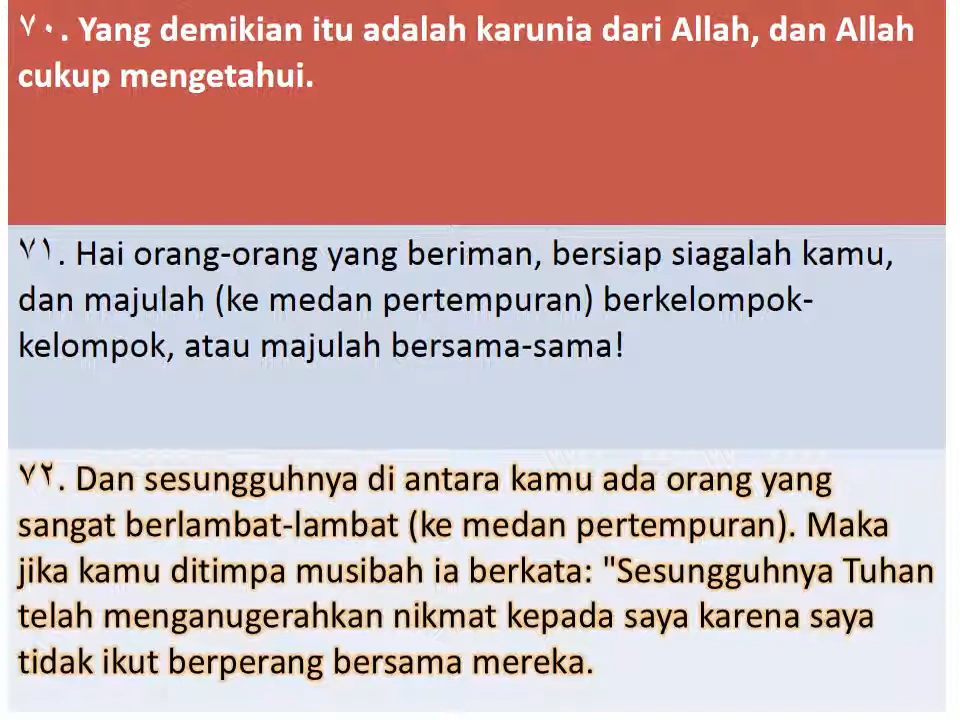 ٧٠. Yang demikian itu adalah karunia dari Allah, dan Allah
cukup mengetahui.
٧١. Hai orang-orang yang beriman, bersiap siagalah kamu,
dan majulah (ke medan pertempuran) berkelompok-
kelompok, atau majulah bersama-sama!
٧٢. Dan sesungguhnya di antara kamu ada orang yang
sangat berlambat-lambat (ke medan pertempuran). Maka
jika kamu ditimpa musibah ia berkata: "Sesungguhnya Tuhan
telah menganugerahkan nikmat kepada saya karena saya
tidak ikut berperang bersama mereka.